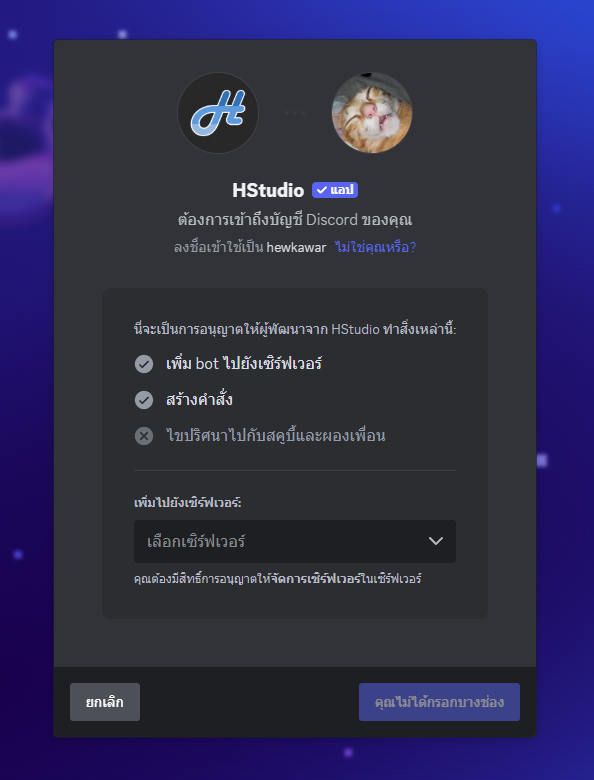 HStudio แอป
ต้องการเข้าถึงบัญชี Discord ของคุณ
ลงชื่อเข้าใช้เป็น hewkawar ไม่ใช่คุณหรือ?
นี่จะเป็นการอนุญาตให้ผู้พัฒนาจาก HStudio ทำสิ่งเหล่านี้:
เพิ่ม bot ไปยังเซิร์ฟเวอร์
สร้างคำสั่ง
ไขปริศนาไปกับสคูบี้และผองเพื่อน
เพิ่มไปยังเซิร์ฟเวอร์:
เลือกเซิร์ฟเวอร์
คุณต้องมีสิทธิ์การอนุญาตให้จัดการเซิร์ฟเวอร์ในเซิร์ฟเวอร์
ยกเลิก
คุณไม่ได้กรอกบางช่อง